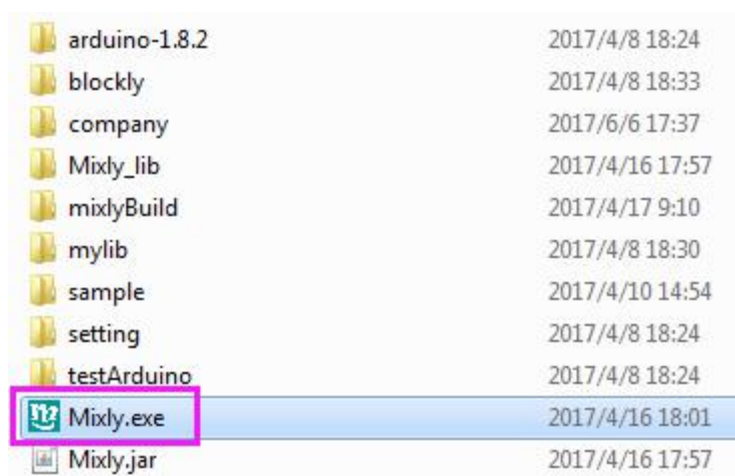 arduino-1.8.2 2017/4/8 18:24
blockly 2017/4/8 18:33
company 2017/6/6 17:37
Mixly_lib 2017/4/16 17:57
mixlyBuild 2017/4/17 9:10
mylib 2017/4/8 18:30
sample 2017/4/10 14:54
setting 2017/4/8 18:24
testArduino 2017/4/8 18:24
Mixly.exe 2017/4/16 18:01
Mixly.jar 2017/4/16 17:57